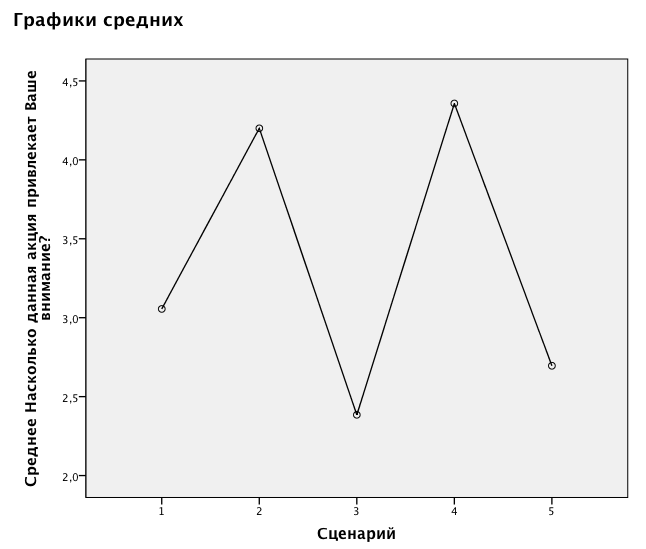 Графики средних
Среднее Насколько данная акция привлекает Ваше
внимание?
4,5
4,0
3,5
3,0
2,5
2,0
1 2 3 4 5
Сценарий